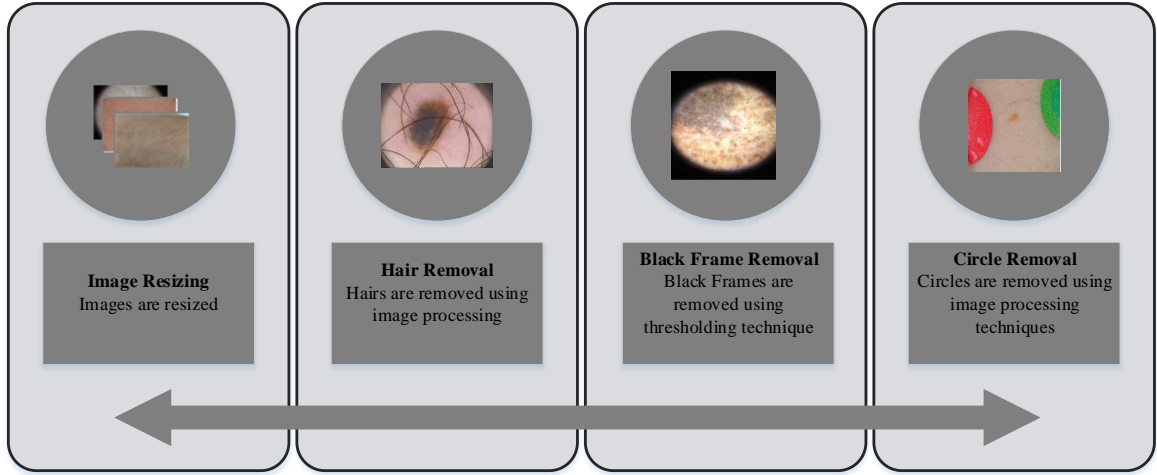 Image Resizing
Images are resized
Hair Removal
Hairs are removed using
image processing
Black Frame Removal
Black Frames are
removed using
thresholding technique
Circle Removal
Circles are removed using
image processing
techniques